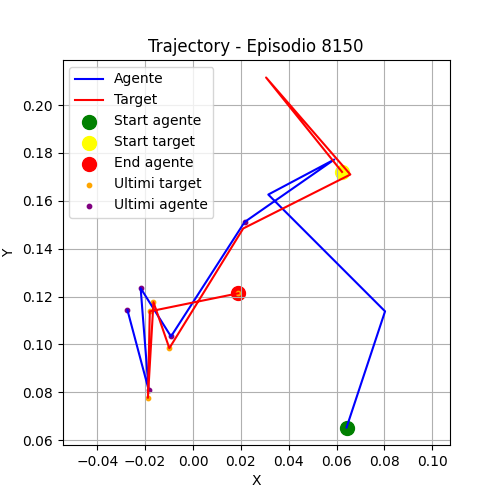 Trajectory - Episodio 8150
Agente
Target
Start agente
Start target
End agente
Ultimi target
Ultimi agente
0.20
0.18
0.16
0.14
0.12
0.10
0.08
0.06
Y
−0.04
−0.02
0.00
0.02
0.04
0.06
0.08
0.10
X